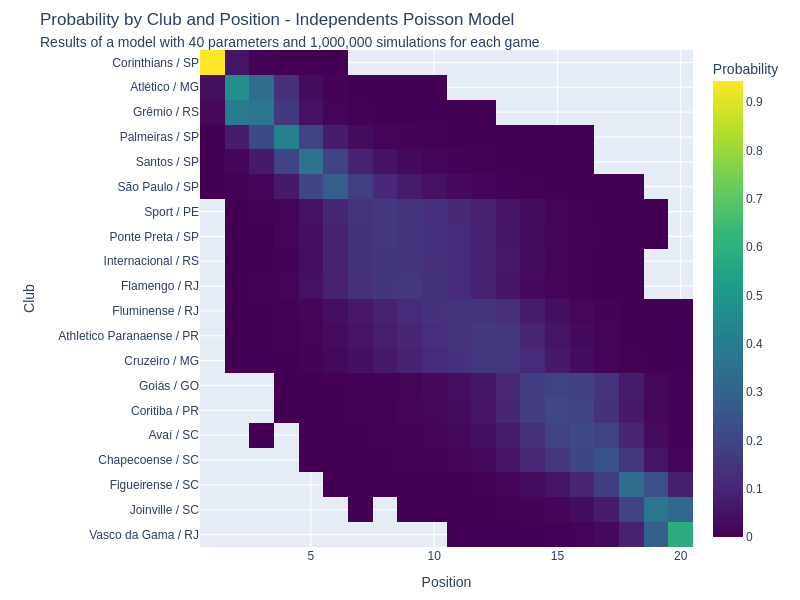 Probability by Club and Position - Independents Poisson Model
Results of a model with 40 parameters and 1,000,000 simulations for each game
Probability
Corinthians / SP
Atlético / MG
Grêmio / RS
Palmeiras / SP
Santos / SP
São Paulo / SP
Sport / PE
Ponte Preta / SP
Internacional / RS
Flamengo / RJ
Fluminense / RJ
Athletico Paranaense / PR
Cruzeiro / MG
Goiás / GO
Coritiba / PR
Avaí / SC
Chapecoense / SC
Figueirense / SC
Joinville / SC
Vasco da Gama / RJ
Club
5 10 15 20
Position
0.9
0.8
0.7
0.6
0.5
0.4
0.3
0.2
0.1
0